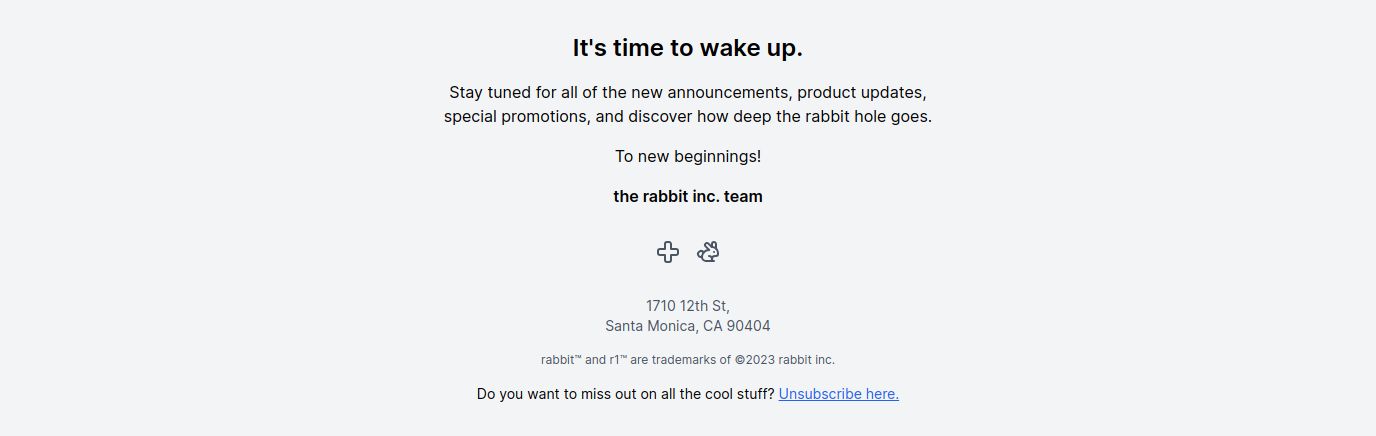 It's time to wake up.
Stay tuned for all of the new announcements, product updates,
special promotions, and discover how deep the rabbit hole goes.
To new beginnings!
the rabbit inc. team
1710 12th St,
Santa Monica, CA 90404
rabbit™ and r1™ are trademarks of ©2023 rabbit inc.
Do you want to miss out on all the cool stuff? Unsubscribe here.